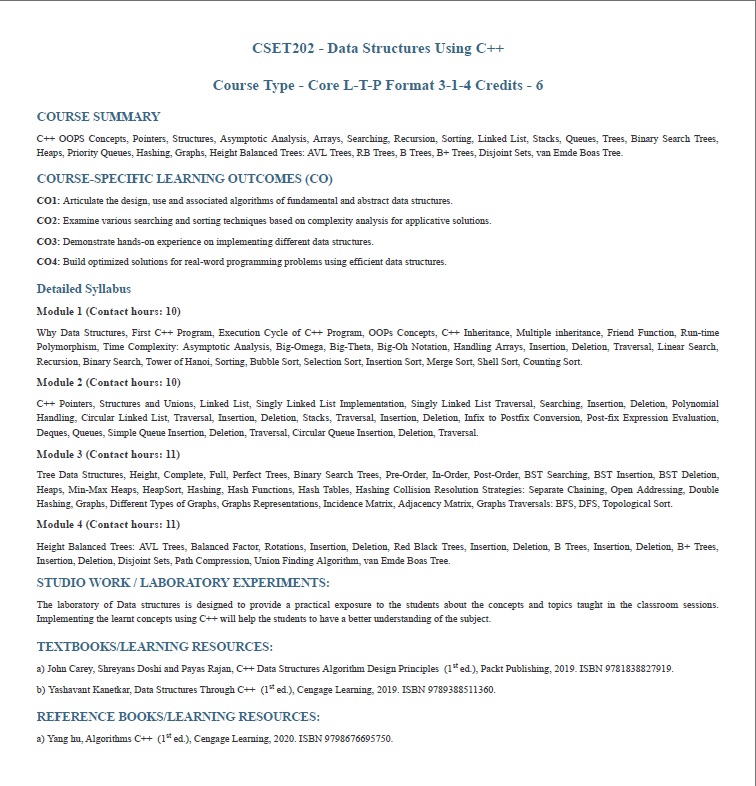 CSET202 - Data Structures Using C++
Course Type - Core L-T-P Format 3-1-4 Credits - 6
COURSE SUMMARY
C++ OOPS Concepts, Pointers, Structures, Asymptotic Analysis, Arrays, Searching, Recursion, Sorting, Linked List, Stacks, Queues, Trees, Binary Search Trees,
Heaps, Priority Queues, Hashing, Graphs, Height Balanced Trees: AVL Trees, RB Trees, B Trees, B+ Trees, Disjoint Sets, van Emde Boas Tree.
COURSE-SPECIFIC LEARNING OUTCOMES (CO)
CO1: Articulate the design, use and associated algorithms of fundamental and abstract data structures.
CO2: Examine various searching and sorting techniques based on complexity analysis for applicative solutions.
CO3: Demonstrate hands-on experience on implementing different data structures.
CO4: Build optimized solutions for real-word programming problems using efficient data structures.
Detailed Syllabus
Module 1 (Contact hours: 10)
Why Data Structures, First C++ Program, Execution Cycle of C++ Program, OOPs Concepts, C++ Inheritance, Multiple inheritance, Friend Function, Run-time
Polymorphism, Time Complexity: Asymptotic Analysis, Big-Omega, Big-Theta, Big-Oh Notation, Handling Arrays, Insertion, Deletion, Traversal, Linear Search,
Recursion, Binary Search, Tower of Hanoi, Sorting, Bubble Sort, Selection Sort, Insertion Sort, Merge Sort, Shell Sort, Counting Sort.
Module 2 (Contact hours: 10)
C++ Pointers, Structures and Unions, Linked List, Singly Linked List Implementation, Singly Linked List Traversal, Searching, Insertion, Deletion, Polynomial
Handling, Circular Linked List, Traversal, Insertion, Deletion, Stacks, Traversal, Insertion, Deletion, Infix to Postfix Conversion, Post-fix Expression Evaluation,
Deques, Queues, Simple Queue Insertion, Deletion, Traversal, Circular Queue Insertion, Deletion, Traversal.
Module 3 (Contact hours: 11)
Tree Data Structures, Height, Complete, Full, Perfect Trees, Binary Search Trees, Pre-Order, In-Order, Post-Order, BST Searching, BST Insertion, BST Deletion,
Heaps, Min-Max Heaps, HeapSort, Hashing, Hash Functions, Hash Tables, Hashing Collision Resolution Strategies: Separate Chaining, Open Addressing, Double
Hashing, Graphs, Different Types of Graphs, Graphs Representations, Incidence Matrix, Adjacency Matrix, Graphs Traversals: BFS, DFS, Topological Sort.
Module 4 (Contact hours: 11)
Height Balanced Trees: AVL Trees, Balanced Factor, Rotations, Insertion, Deletion, Red Black Trees, Insertion, Deletion, B Trees, Insertion, Deletion, B+ Trees,
Insertion, Deletion, Disjoint Sets, Path Compression, Union Finding Algorithm, van Emde Boas Tree.
STUDIO WORK / LABORATORY EXPERIMENTS:
The laboratory of Data structures is designed to provide a practical exposure to the students about the concepts and topics taught in the classroom sessions.
Implementing the learnt concepts using C++ will help the students to have a better understanding of the subject.
TEXTBOOKS/LEARNING RESOURCES:
a) John Carey, Shreyans Doshi and Payas Rajan, C++ Data Structures Algorithm Design Principles (1st ed.), Packt Publishing, 2019. ISBN 9781838827919.
b) Yashavant Kanetkar, Data Structures Through C++ (1st ed.), Cengage Learning, 2019. ISBN 9789388511360.
REFERENCE BOOKS/LEARNING RESOURCES:
a) Yang hu, Algorithms C++ (1st ed.), Cengage Learning, 2020. ISBN 9798676695750.